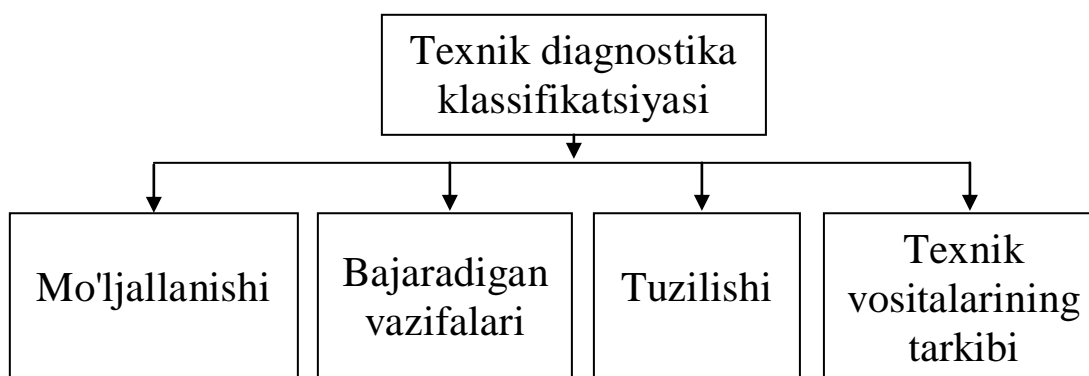 Texnik diagnostika
klassifikatsiyasi
Mo'ljallanishi
Bajaradigan
vazifalari
Tuzilishi
Texnik
vositalarining
tarkibi